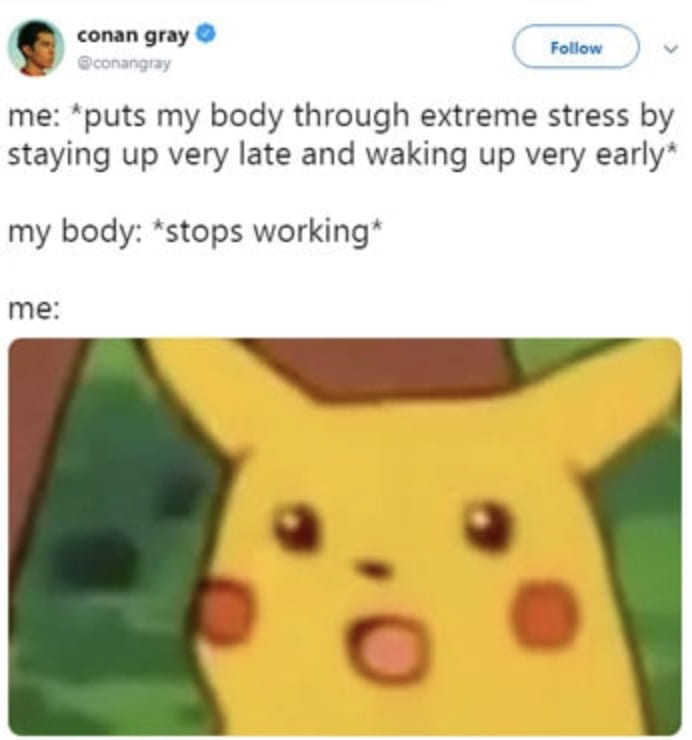 conan gray
@conangray
Follow
me: *puts my body through extreme stress by
staying up very late and waking up very early*
my body: *stops working*
me: